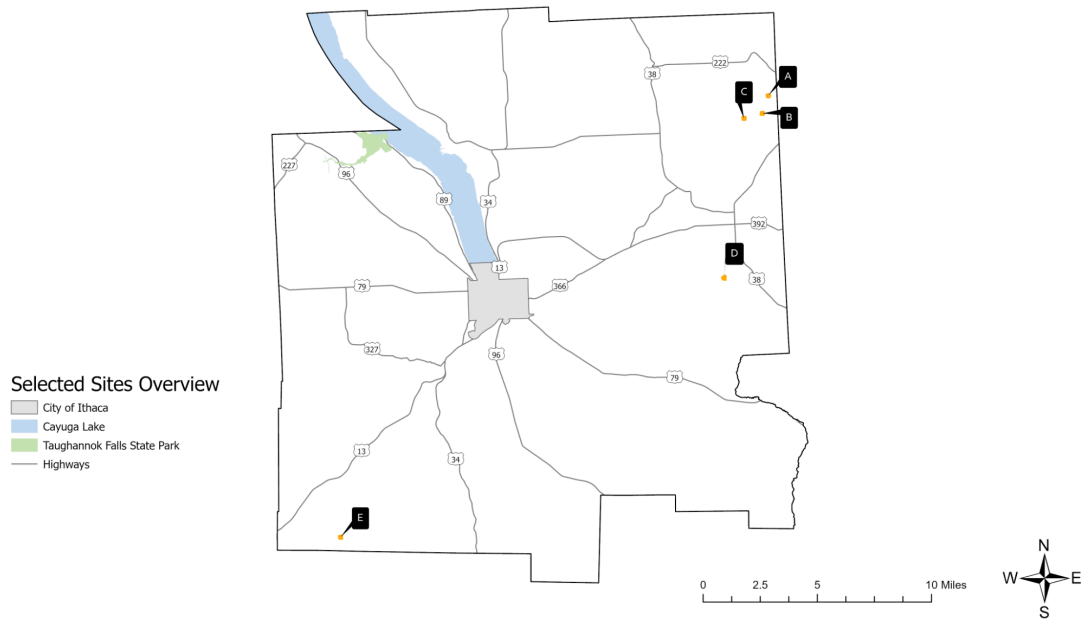 222
38
A
C
B
227
96
89
34
392
13
D
38
79
366
327
96
79
Selected Sites Overview
City of Ithaca
Cayuga Lake
Taughannok Falls State Park
Highways
13
34
E
N
W E
S
0 2.5 5 10 Miles